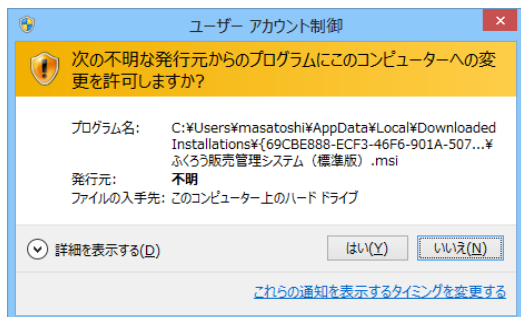 ユーザー アカウント制御
次の不明な発行元からのプログラムにこのコンピューターへの変
更を許可しますか?
プログラム名: C:¥Users¥masatoshi¥AppData¥Local¥Downloaded
Installations¥{69CBE888-ECF3-46F6-901A-507...¥
ふくろう販売管理システム（標準版）.msi
発行元: 不明
ファイルの入手先: このコンピューター上のハード ドライブ
詳細を表示する(D) はい(Y) いいえ(N)
これらの通知を表示するタイミングを変更する